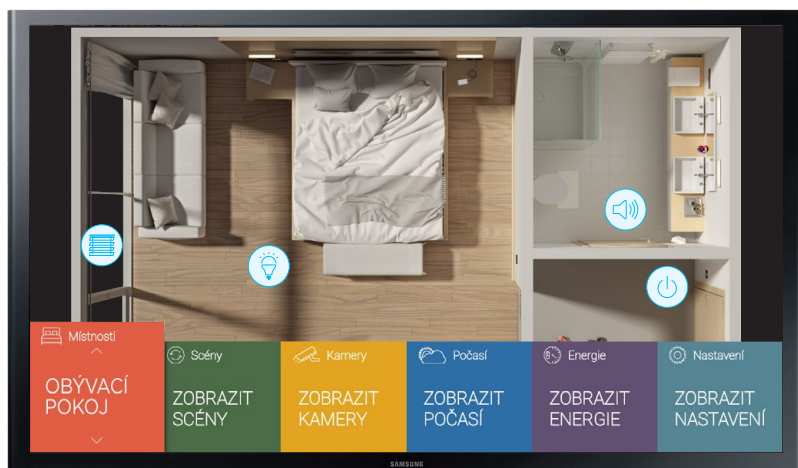 Místnosti
OBÝVACÍ
POKOJ
Scény
ZOBRAZIT
SCÉNY
Kamery
ZOBRAZIT
KAMERY
Počasí
ZOBRAZIT
POČASÍ
Energie
ZOBRAZIT
ENERGIE
Nastavení
ZOBRAZIT
NASTAVENÍ
SAMSUNG